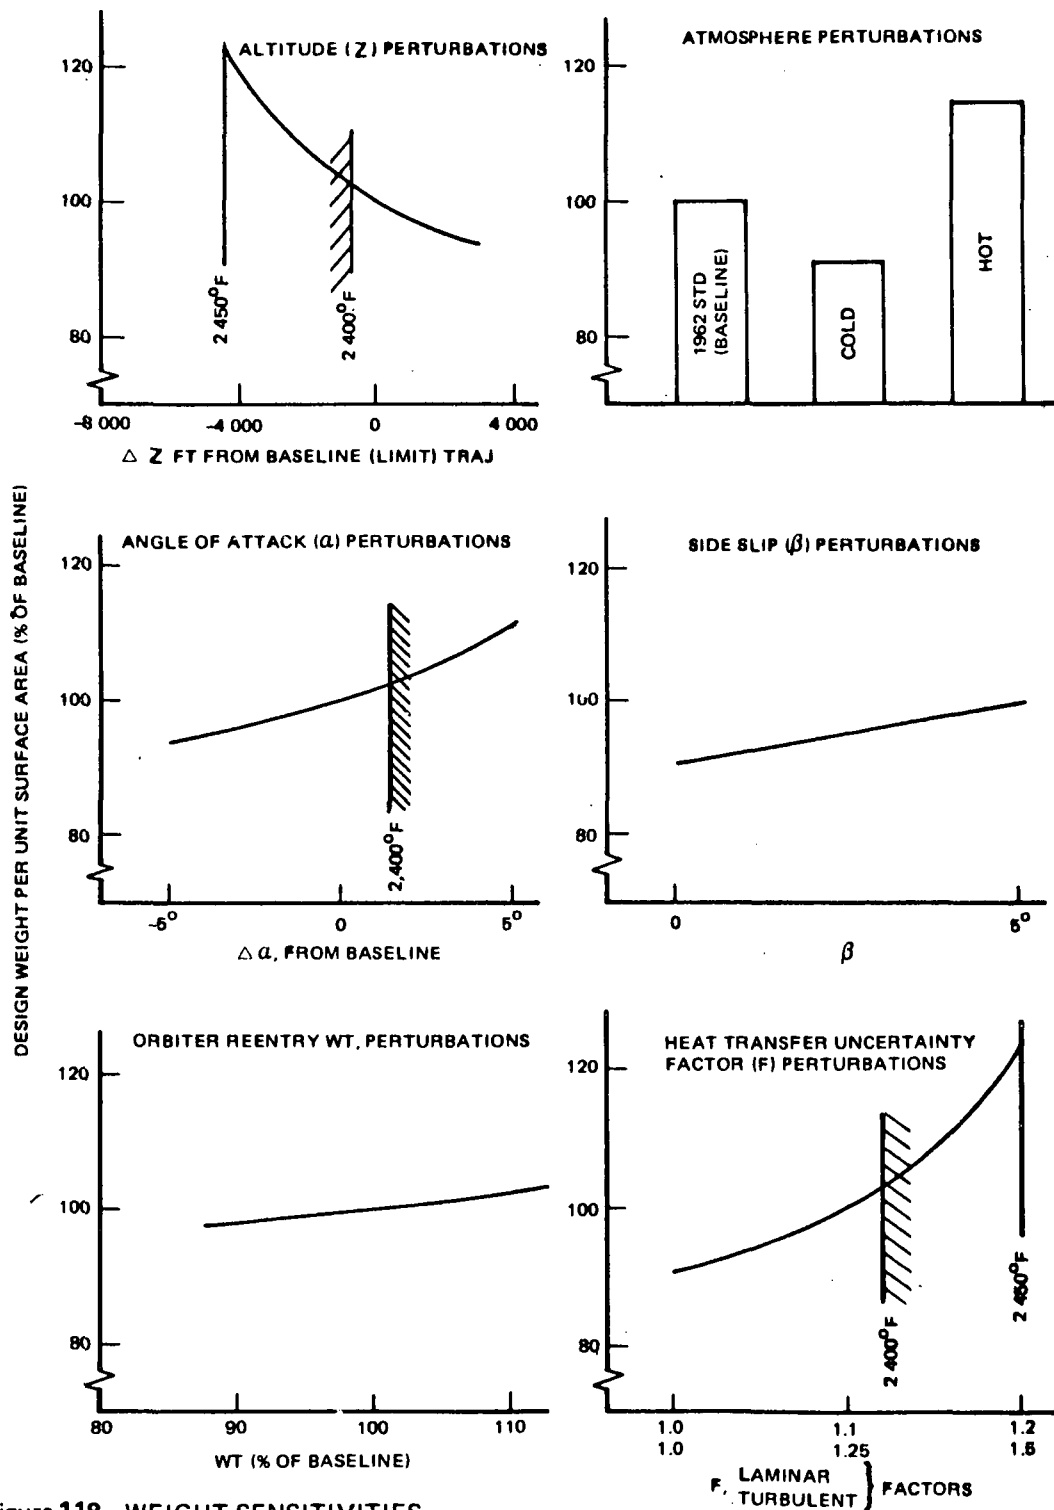 ALTITUDE (Z) PERTURBATIONS
120
100
80
2 450°F
2 400°F
-8 000
-4 000
0
4 000
△ Z FT FROM BASELINE (LIMIT) TRAJ
ATMOSPHERE PERTURBATIONS
120
100
80
1962 STD
(BASELINE)
COLD
HOT
DESIGN WEIGHT PER UNIT SURFACE AREA (% OF BASELINE)
ANGLE OF ATTACK (α) PERTURBATIONS
120
100
80
2,400°F
-5°
0
5°
△ α, FROM BASELINE
SIDE SLIP (β) PERTURBATIONS
120
100
80
0
5°
β
ORBITER REENTRY WT, PERTURBATIONS
120
100
80
80
90
100
110
WT (% OF BASELINE)
HEAT TRANSFER UNCERTAINTY
FACTOR (F) PERTURBATIONS
120
100
80
2 400°F
2 450°F
1.0
1.1
1.2
1.0
1.25
1.5
F, LAMINAR
TURBULENT } FACTORS
118 WEIGHT SENSITIVITIES